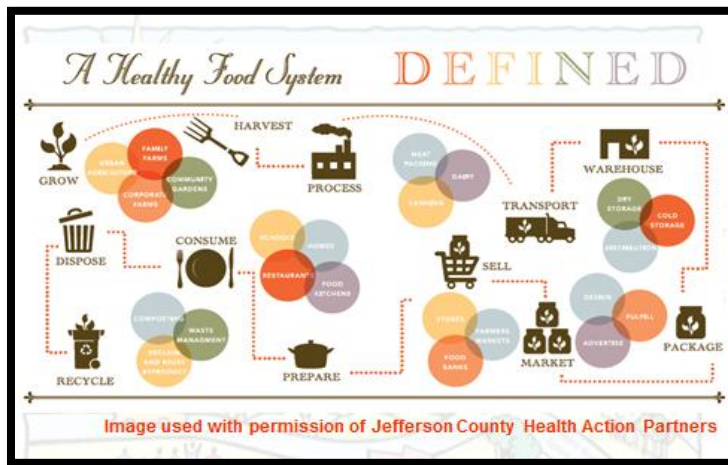 A Healthy Food System DEFINED
GROW
URBAN
AGRICULTURE
FAMILY
FARMS
CORPORATE
FARMS
COMMUNITY
GARDENS
HARVEST
PROCESS
MEAT
PACKING
DAIRY
CANNING
TRANSPORT
WAREHOUSE
DRY
STORAGE
COLD
STORAGE
DISTRIBUTION
DISPOSE
CONSUME
SCHOOLS
HOMES
RESTAURANTS
FOOD
KITCHENS
SELL
STORES
FARMERS
MARKETS
FOOD
BANKS
MARKET
DESIGN
FULFILL
ADVERTISE
PACKAGE
RECYCLE
COMPOSTING
WASTE
MANAGMENT
PREPARE
Image used with permission of Jefferson County Health Action Partners